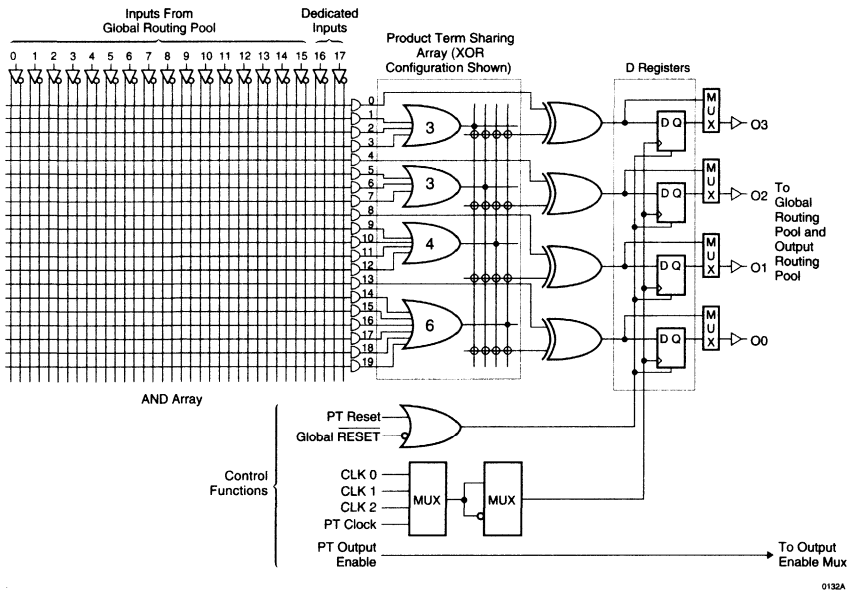 Inputs From
Global Routing Pool
Dedicated
Inputs
0 1 2 3 4 5 6 7 8 9 10 11 12 13 14 15 16 17
Product Term Sharing
Array (XOR
Configuration Shown)
D Registers
0
1
2
3
4
5
6
7
8
9
10
11
12
13
14
15
16
17
18
19
3
3
4
6
D Q
D Q
D Q
D Q
MUX
MUX
MUX
MUX
O3
O2
O1
O0
To
Global
Routing
Pool and
Output
Routing
Pool
AND Array
Control
Functions
PT Reset
Global RESET
CLK 0
CLK 1
CLK 2
PT Clock
MUX
MUX
PT Output
Enable
To Output
Enable Mux
0132A